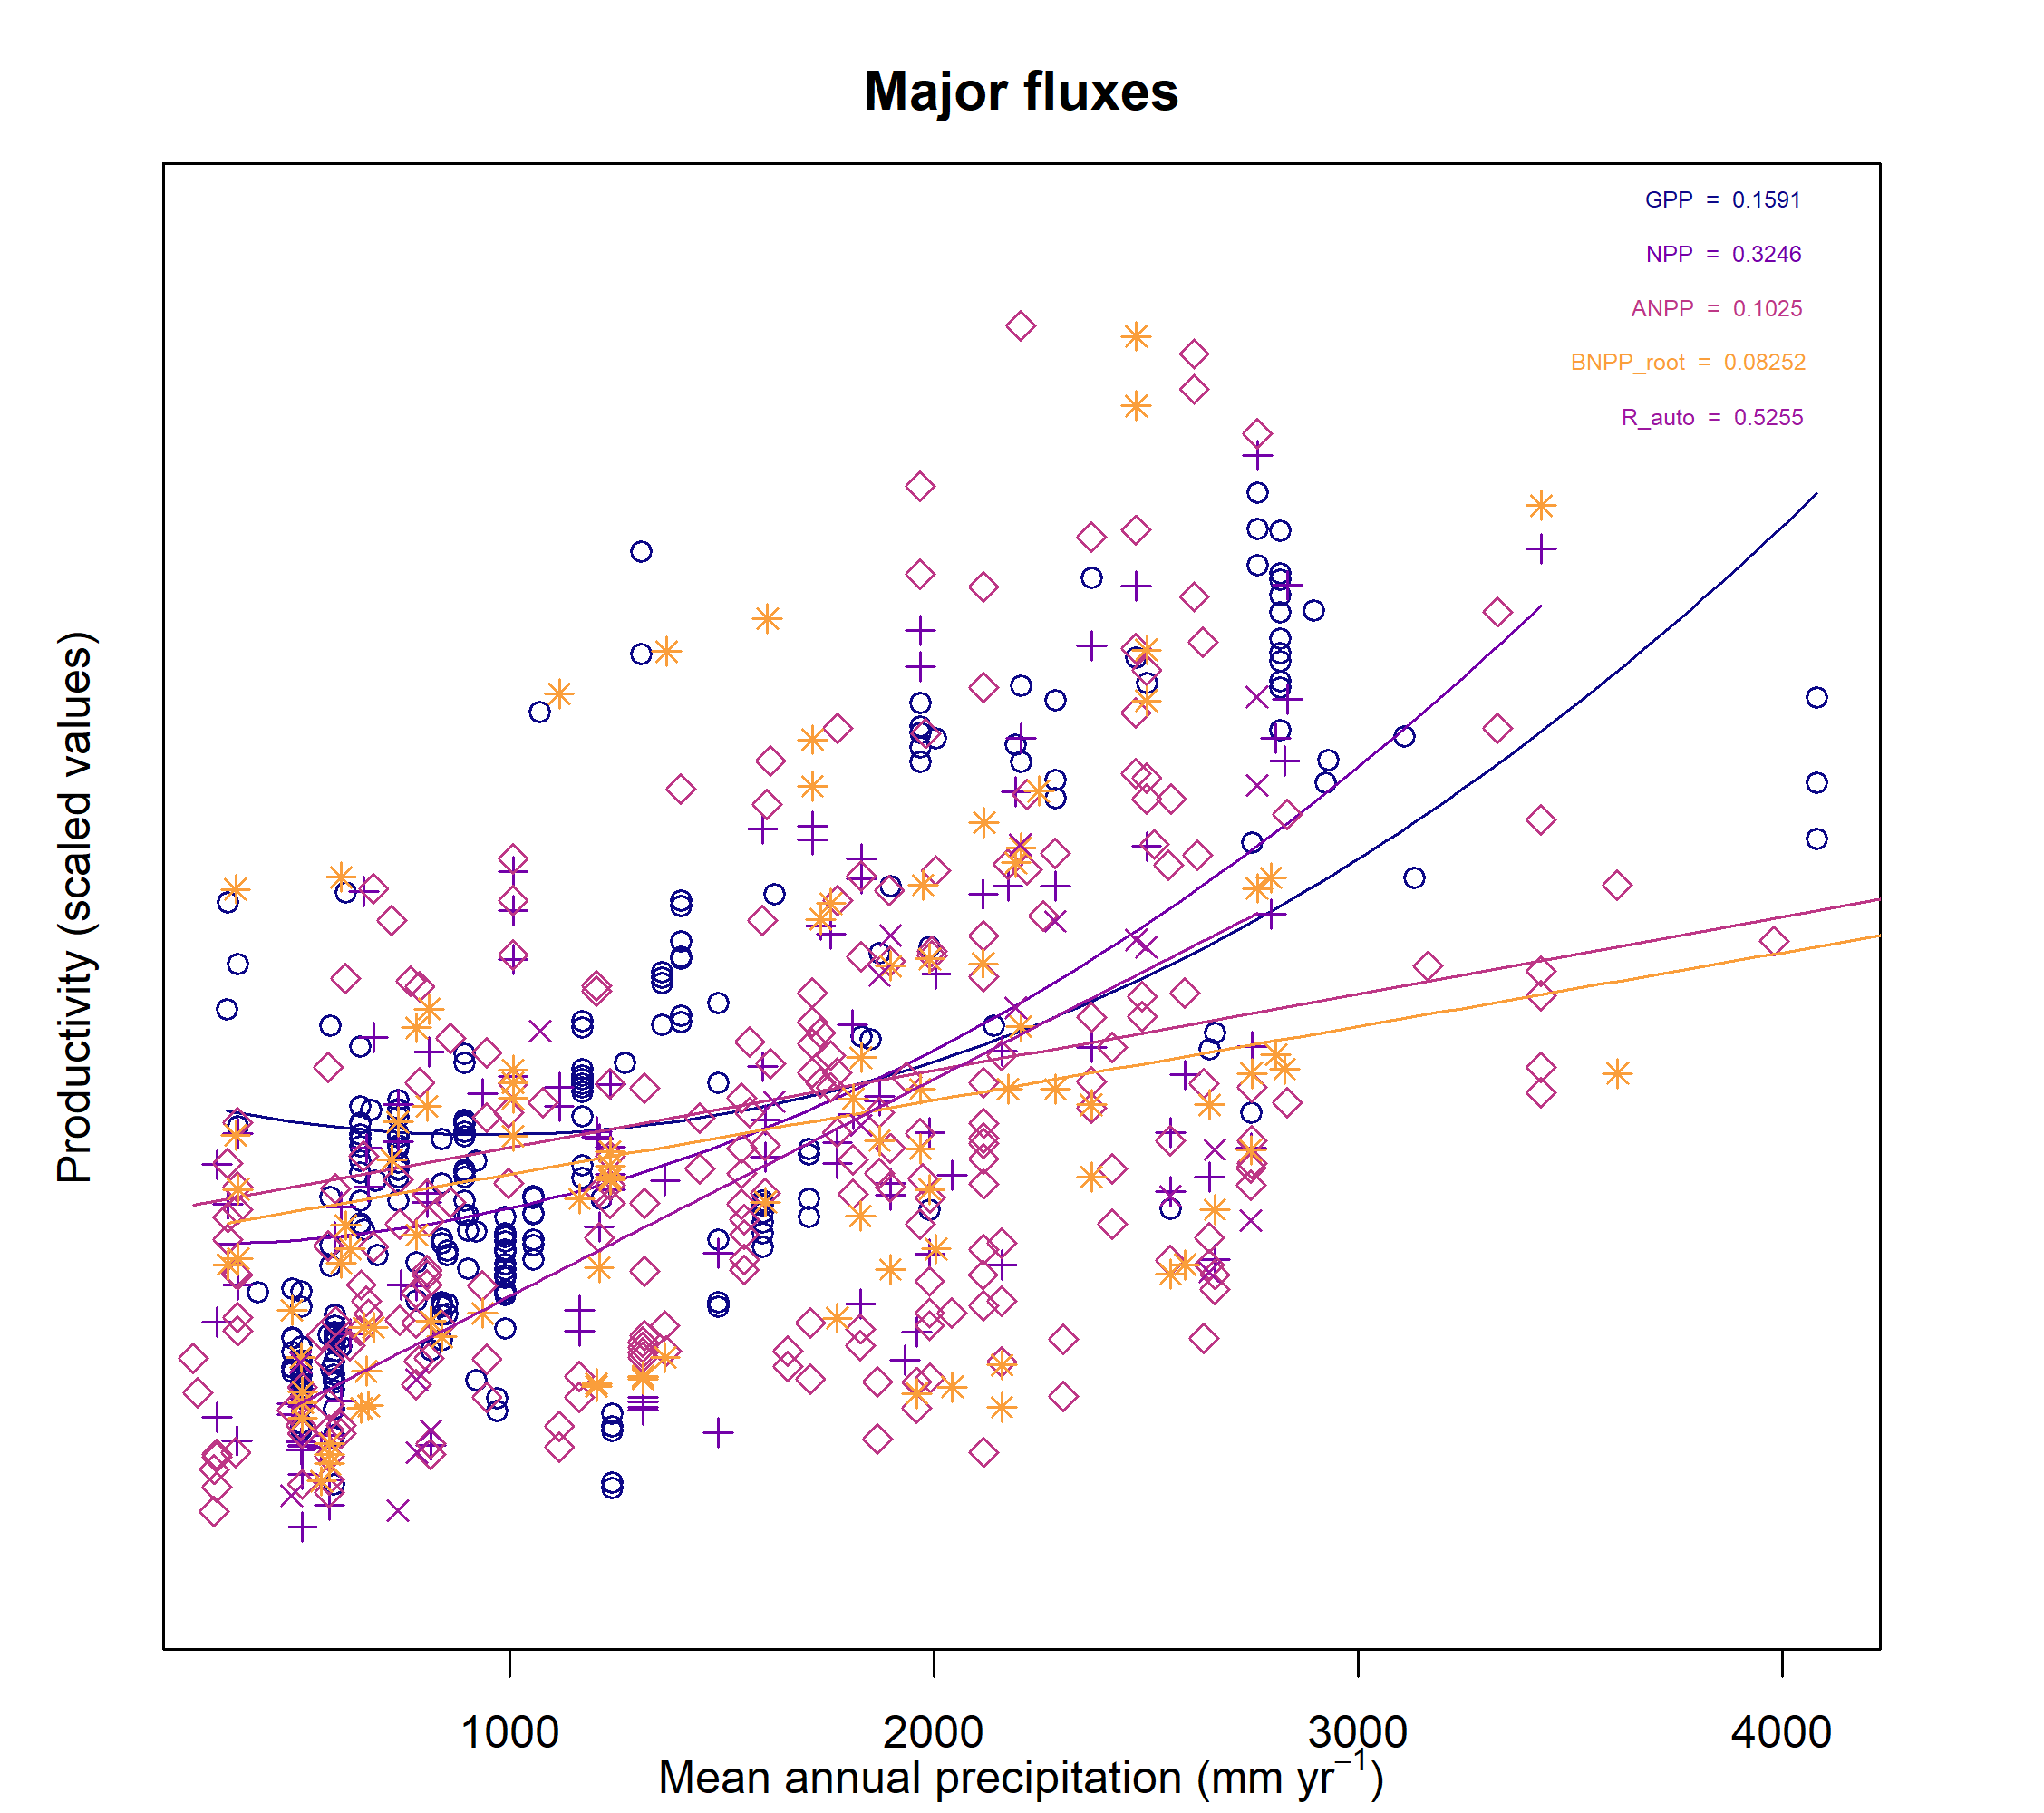 Major fluxes
GPP = 0.1591
NPP = 0.3246
ANPP = 0.1025
BNPP_root = 0.08252
R_auto = 0.5255
Productivity (scaled values)
1000 2000 3000 4000
Mean annual precipitation (mm yr⁻¹)